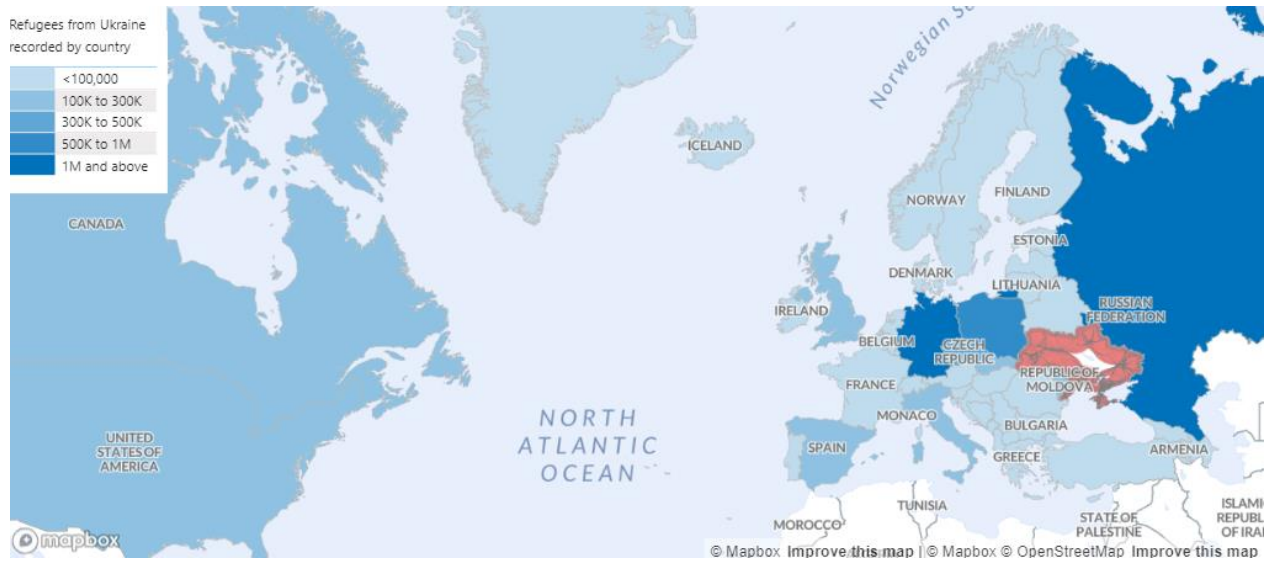 Refugees from Ukraine
recorded by country
<100,000
100K to 300K
300K to 500K
500K to 1M
1M and above
Norwegian
ICELAND
CANADA
NORWAY
FINLAND
ESTONIA
DENMARK
LITHUANIA
IRELAND
RUSSIAN
FEDERATION
BELGIUM
CZECH
REPUBLIC
REPUBLIC OF
MOLDOVA
FRANCE
MONACO
BULGARIA
NORTH
ATLANTIC
OCEAN
UNITED
STATES OF
AMERICA
SPAIN
GREECE
ARMENIA
TUNISIA
MOROCCO
STATE OF
PALESTINE
ISLAMI
REPUBL
OF IRA
mapbox
© Mapbox Improve this map | © Mapbox © OpenStreetMap Improve this map